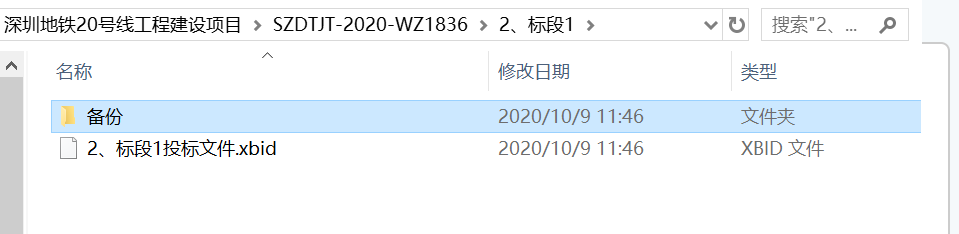 深圳地铁20号线工程建设项目 > SZDTJT-2020-WZ1836 > 2、标段1 > 搜索"2、...
名称 修改日期 类型
备份 2020/10/9 11:46 文件夹
2、标段1投标文件.xbid 2020/10/9 11:46 XBID 文件